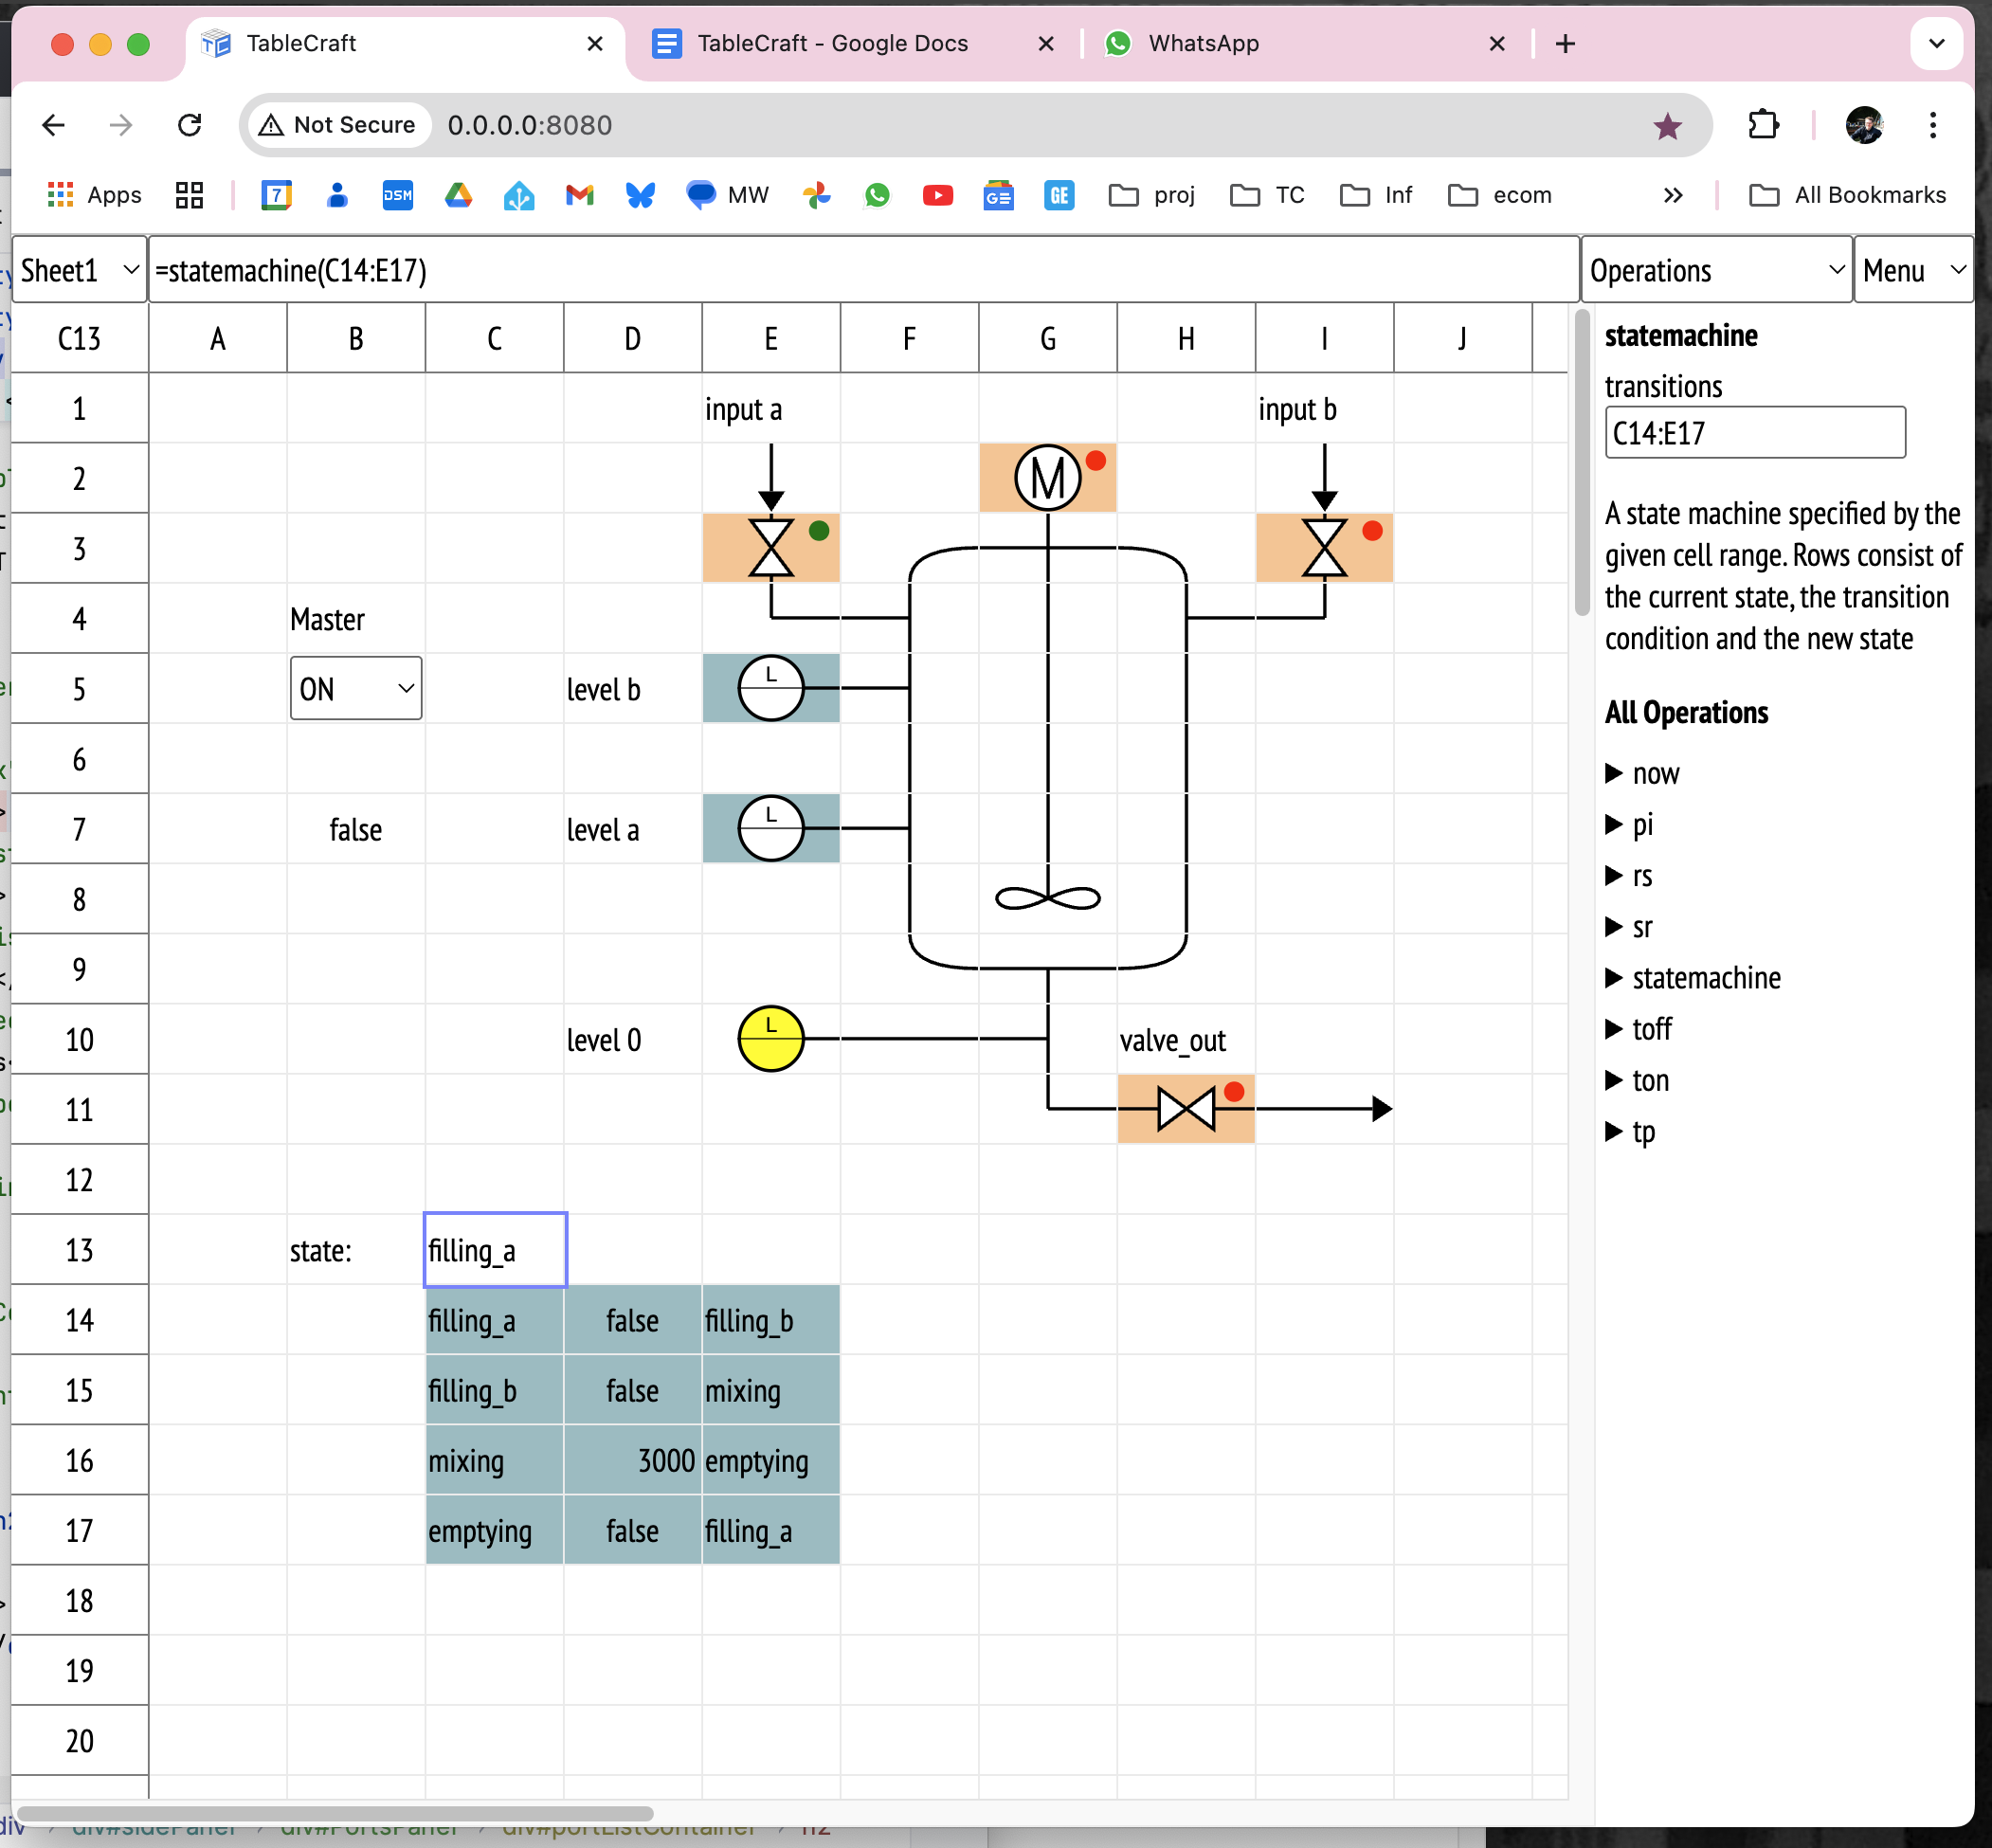 TableCraft
TableCraft - Google Docs
WhatsApp
Not Secure
0.0.0.0:8080
Apps
7
DSM
MW
GE
GE
proj
TC
Inf
ecom
All Bookmarks
Sheet1
=statemachine(C14:E17)
Operations
Menu
C13 A B C D E F G H I J
1 input a input b
2 M
3
4 Master
5 ON level b L
6
7 false level a L
8
9
10 level 0 L valve_out
11
12
13 state: filling_a
14 filling_a false filling_b
15 filling_b false mixing
16 mixing 3000 emptying
17 emptying false filling_a
18
19
20
statemachine
transitions
C14:E17
A state machine specified by the
given cell range. Rows consist of
the current state, the transition
condition and the new state
All Operations
now
pi
rs
sr
statemachine
toff
ton
tp